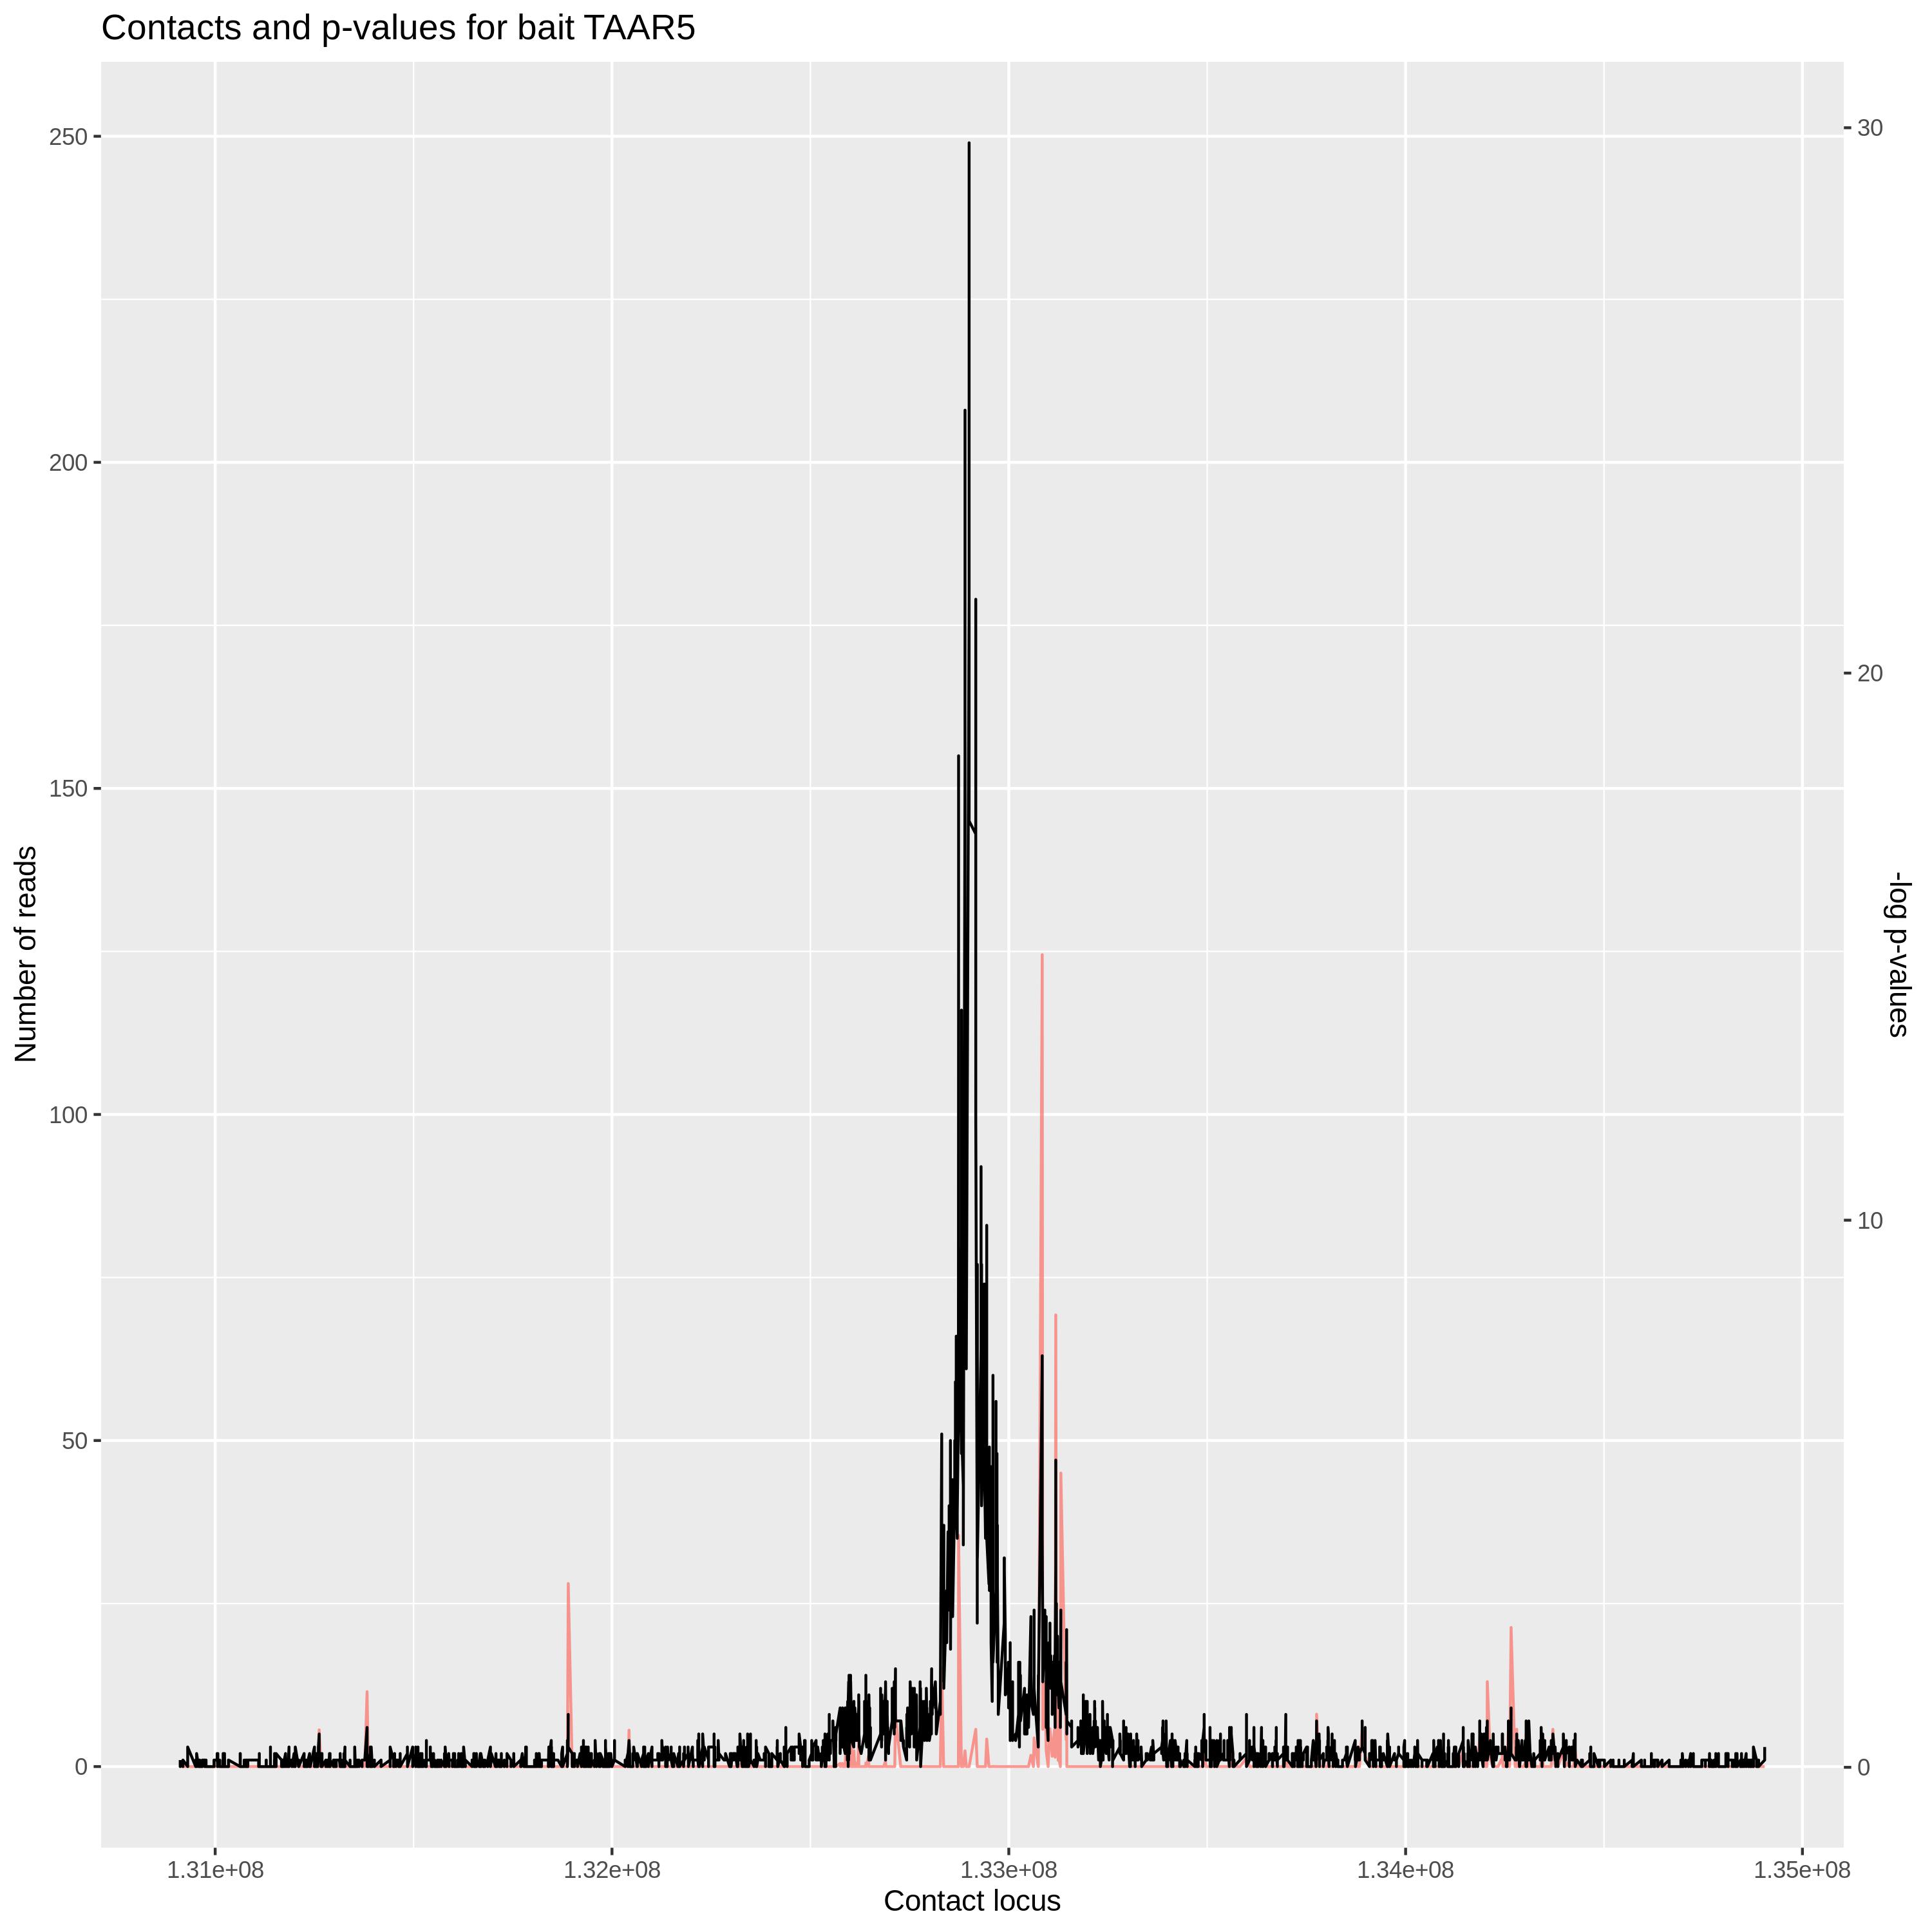 Contacts and p-values for bait TAAR5
250
200
150
100
50
0
Number of reads
30
20
10
0
-log p-values
1.31e+08
1.32e+08
1.33e+08
1.34e+08
1.35e+08
Contact locus